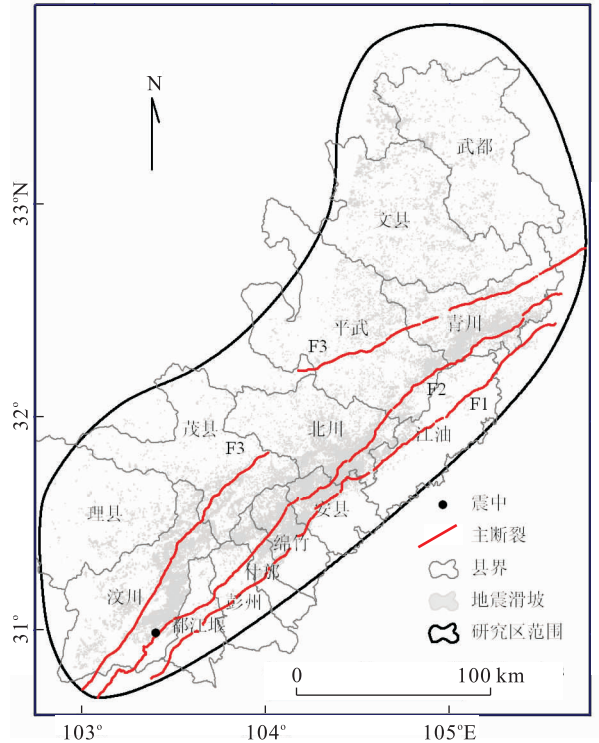 N
武都
33°N
文县
平武
青川
F3
F2
F1
32°
茂县
F3
北川
江油
理县
安县
绵竹
什邡
汶川
彭州
都江堰
31°
震中
主断裂
县界
地震滑坡
研究区范围
0 100 km
103° 104° 105°E